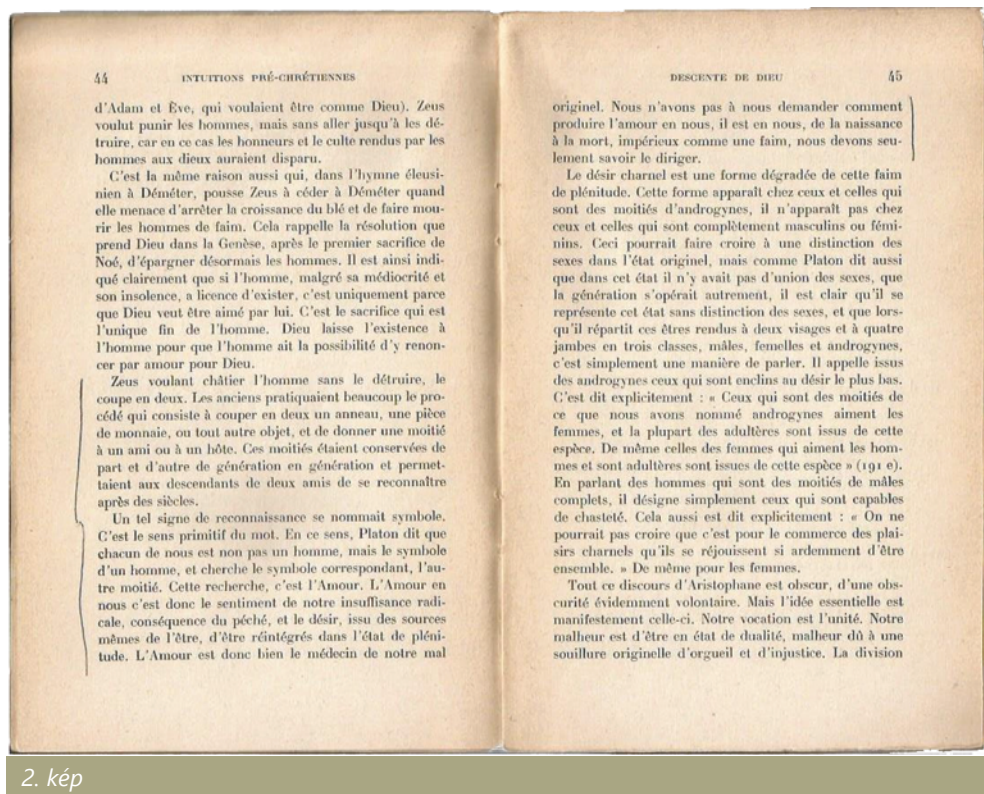 44
INTUITIONS PRÉ-CHRÉTIENNES
d'Adam et Ève, qui voulaient être comme Dieu). Zeus
voulut punir les hommes, mais sans aller jusqu'à les dé-
truire, car en ce cas les honneurs et le culte rendus par les
hommes aux dieux auraient disparu.
C'est la même raison aussi qui, dans l'hymne éleusi-
nien à Déméter, pousse Zeus à céder à Déméter quand
elle menace d'arrêter la croissance du blé et de faire mou-
rir les hommes de faim. Cela rappelle la résolution que
prend Dieu dans la Genèse, après le premier sacrifice de
Noé, d'épargner désormais les hommes. Il est ainsi indi-
qué clairement que si l'homme, malgré sa médiocrité et
son insolence, a licence d'exister, c'est uniquement parce
que Dieu veut être aimé par lui. C'est le sacrifice qui est
l'unique fin de l'homme. Dieu laisse l'existence à
l'homme pour que l'homme ait la possibilité d'y renon-
cer par amour pour Dieu.
Zeus voulant châtier l'homme sans le détruire, le
coupe en deux. Les anciens pratiquaient beaucoup le pro-
cédé qui consiste à couper en deux un anneau, une pièce
de monnaie, ou tout autre objet, et de donner une moitié
à un ami ou à un hôte. Ces moitiés étaient conservées de
part et d'autre de génération en génération et permet-
taient aux descendants de deux amis de se reconnaître
après des siècles.
Un tel signe de reconnaissance se nommait symbole.
C'est le sens primitif du mot. En ce sens, Platon dit que
chacun de nous est non pas un homme, mais le symbole
d'un homme, et cherche le symbole correspondant, l'au-
tre moitié. Cette recherche, c'est l'Amour. L'Amour en
nous c'est donc le sentiment de notre insuffisance radi-
cale, conséquence du péché, et le désir, issu des sources
mêmes de l'être, d'être réintégrés dans l'état de pléni-
tude. L'Amour est donc bien le médecin de notre mal
DESCENTE DE DIEU
45
originel. Nous n'avons pas à nous demander comment
produire l'amour en nous, il est en nous, de la naissance
à la mort, impérieux comme une faim, nous devons seu-
lement savoir le diriger.
Le désir charnel est une forme dégradée de cette faim
de plénitude. Cette forme apparaît chez ceux et celles qui
sont des moitiés d'androgynes, il n'apparaît pas chez
ceux et celles qui sont complètement masculins ou fémi-
nins. Ceci pourrait faire croire à une distinction des
sexes dans l'état originel, mais comme Platon dit aussi
que dans cet état il n'y avait pas d'union des sexes, que
la génération s'opérait autrement, il est clair qu'il se
représente cet état sans distinction des sexes, et que lors-
qu'il répartit ces êtres rendus à deux visages et à quatre
jambes en trois classes, mâles, femelles et androgynes,
c'est simplement une manière de parler. Il appelle issus
des androgynes ceux qui sont enclins au désir le plus bas.
C'est dit explicitement : « Ceux qui sont des moitiés de
ce que nous avons nommé androgynes aiment les
femmes, et la plupart des adultères sont issus de cette
espèce. De même celles des femmes qui aiment les hom-
mes et sont adultères sont issues de cette espèce » (191 e).
En parlant des hommes qui sont des moitiés de mâles
complets, il désigne simplement ceux qui sont capables
de chasteté. Cela aussi est dit explicitement : « On ne
pourrait pas croire que c'est pour le commerce des plai-
sirs charnels qu'ils se réjouissent si ardemment d'être
ensemble. » De même pour les femmes.
Tout ce discours d'Aristophane est obscur, d'une obs-
curité évidemment volontaire. Mais l'idée essentielle est
manifestement celle-ci. Notre vocation est l'unité. Notre
malheur est d'être en état de dualité, malheur dû à une
souillure originelle d'orgueil et d'injustice. La division
2. kép